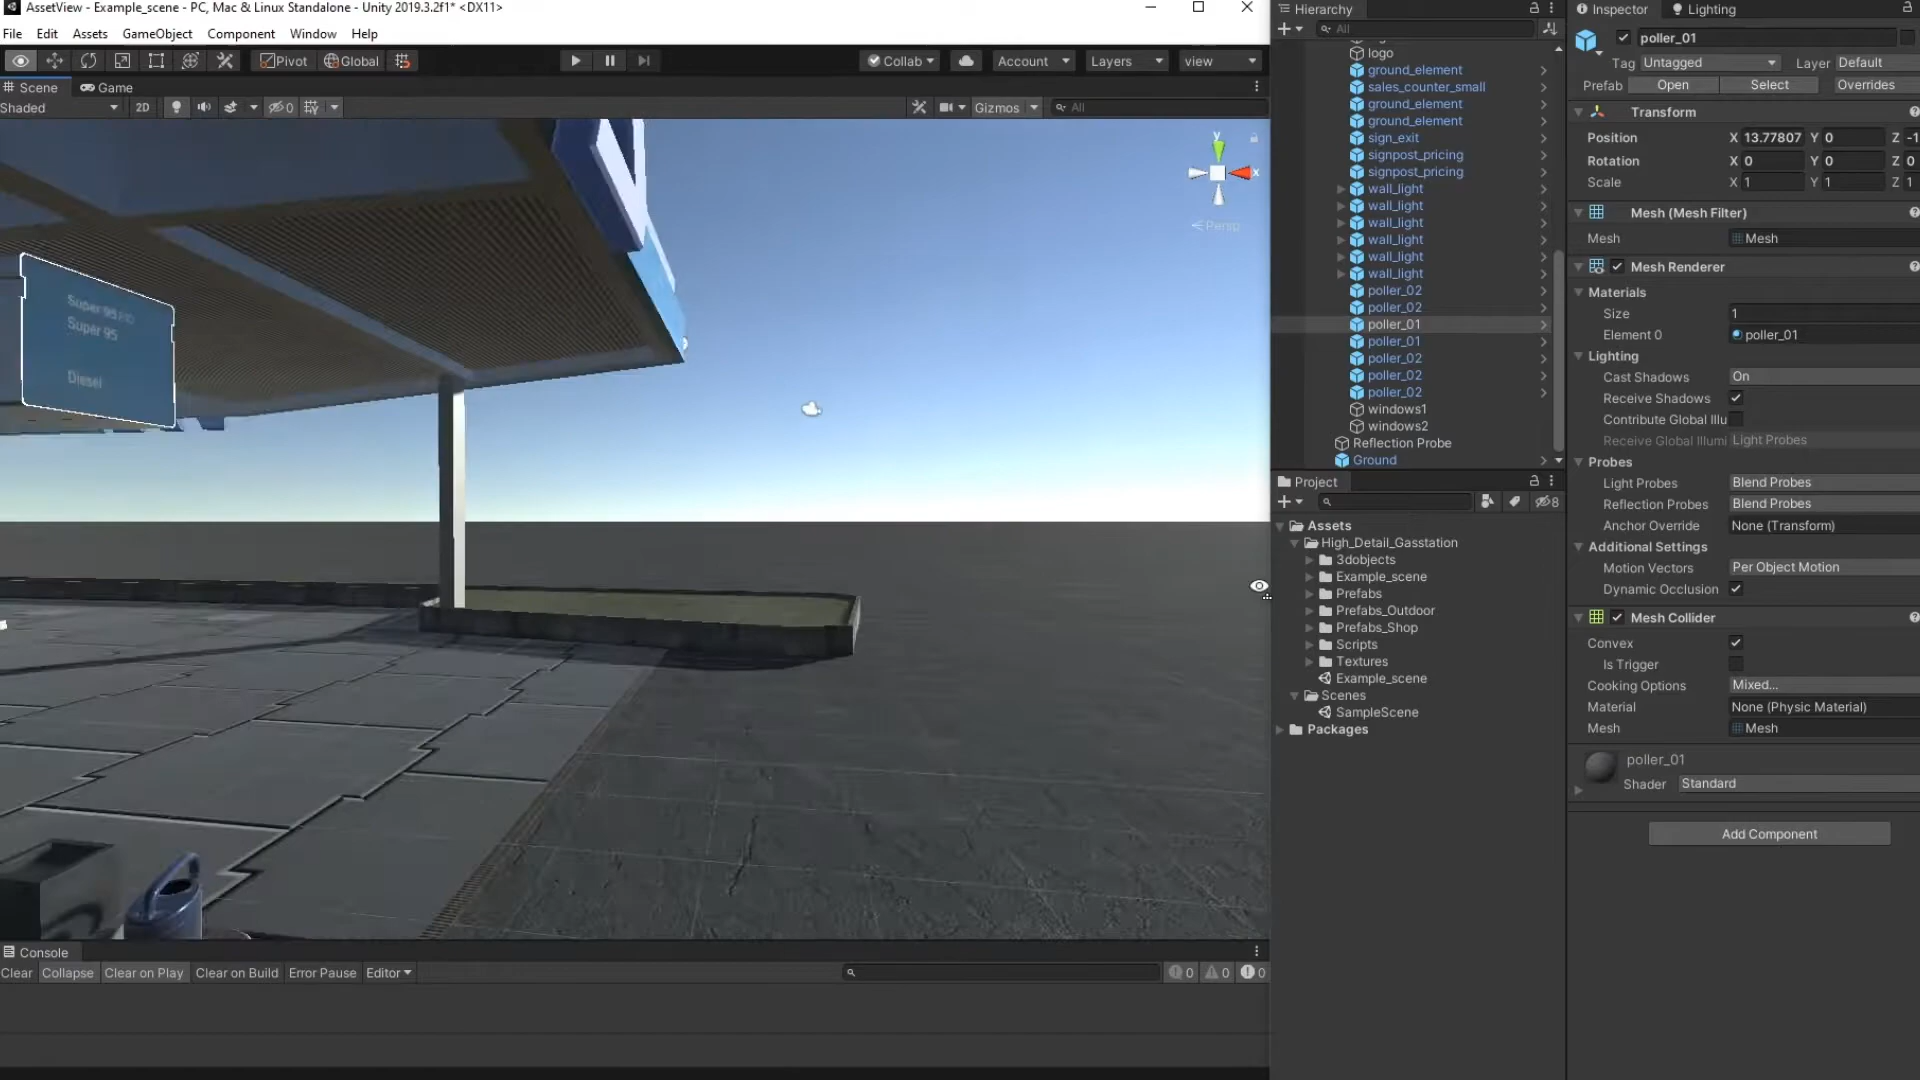 AssetView - Example_scene - PC, Mac & Linux Standalone - Unity 2019.3.2f1* <DX11>
File Edit Assets GameObject Component Window Help
Pivot Global Collab Account Layers view
Scene Game
Shaded 2D 0 Gizmos All
y
x
Persp
Super 95
Super 95
Diesel
Hierarchy
All
logo
ground_element
sales_counter_small
ground_element
ground_element
sign_exit
signpost_pricing
signpost_pricing
wall_light
wall_light
wall_light
wall_light
wall_light
wall_light
poller_02
poller_02
poller_01
poller_01
poller_02
poller_02
poller_02
windows1
windows2
Reflection Probe
Ground
Project
8
Assets
High_Detail_Gasstation
3dobjects
Example_scene
Prefabs
Prefabs_Outdoor
Prefabs_Shop
Scripts
Textures
Example_scene
Scenes
SampleScene
Packages
Inspector Lighting
poller_01
Tag Untagged Layer Default
Prefab Open Select Overrides
Transform
Position X 13.77807 Y 0 Z -1
Rotation X 0 Y 0 Z 0
Scale X 1 Y 1 Z 1
Mesh (Mesh Filter)
Mesh Mesh
Mesh Renderer
Materials
Size 1
Element 0 poller_01
Lighting
Cast Shadows On
Receive Shadows
Contribute Global Illu
Receive Global Illumi Light Probes
Probes
Light Probes Blend Probes
Reflection Probes Blend Probes
Anchor Override None (Transform)
Additional Settings
Motion Vectors Per Object Motion
Dynamic Occlusion
Mesh Collider
Convex
Is Trigger
Cooking Options Mixed...
Material None (Physic Material)
Mesh Mesh
poller_01
Shader Standard
Add Component
Console
Clear Collapse Clear on Play Clear on Build Error Pause Editor 0 0 0